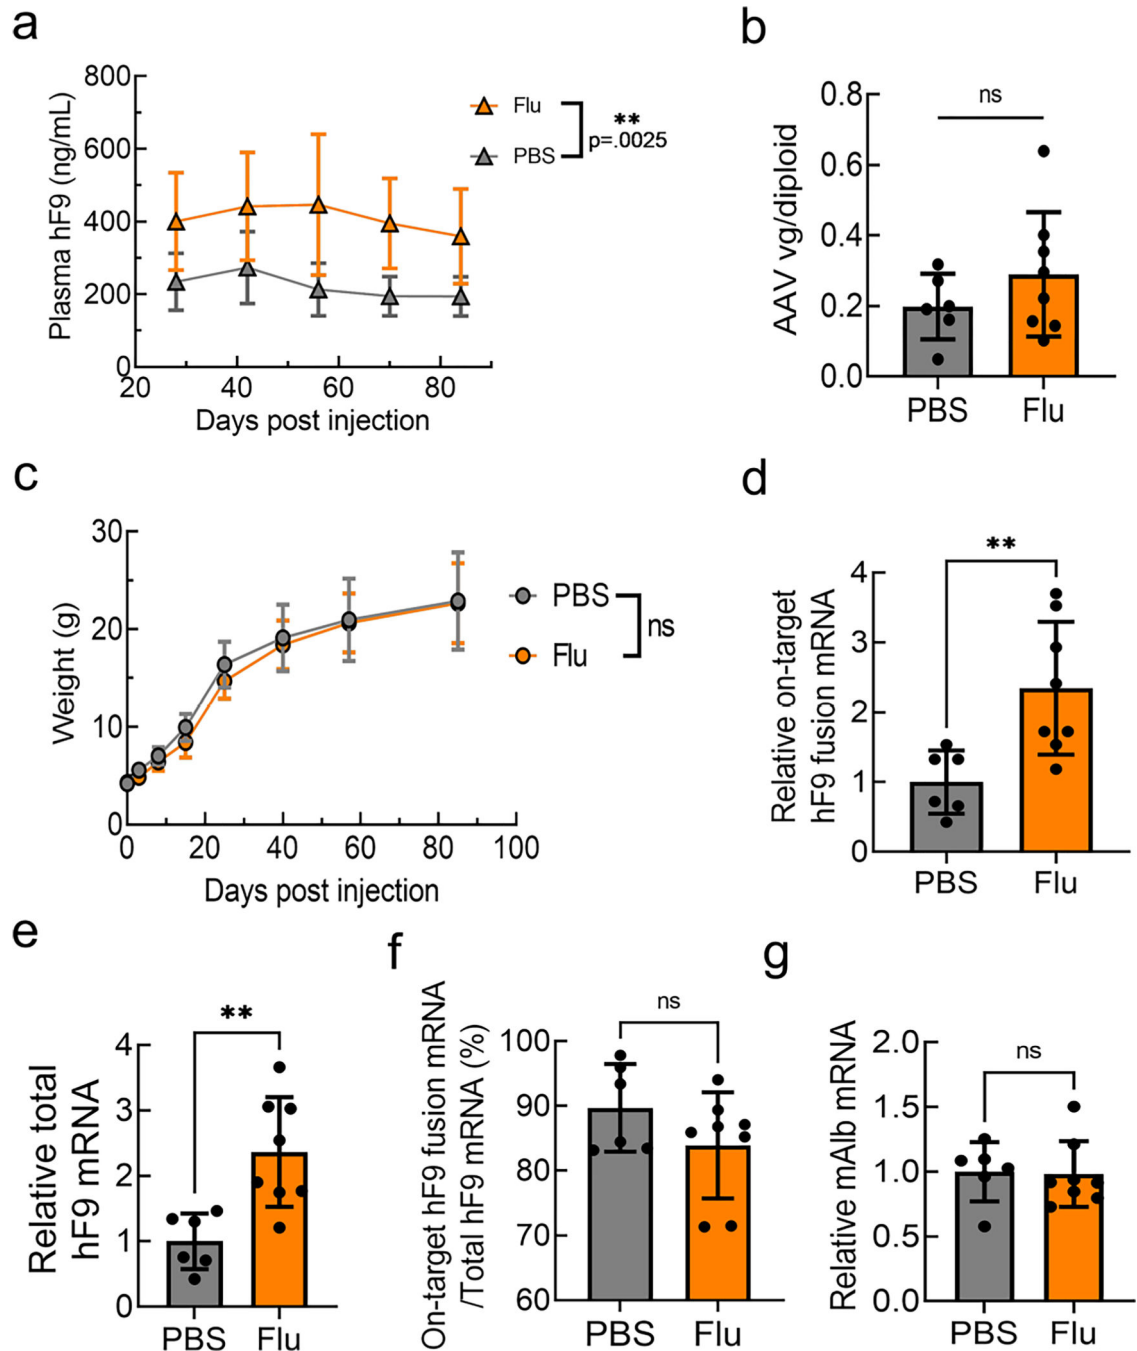 a
800
600
400
200
0
20
40
60
80
Plasma hF9 (ng/mL)
Days post injection
Flu
PBS
**
p=.0025
b
0.8
0.6
0.4
0.2
0.0
AAV vg/diploid
ns
PBS
Flu
c
30
20
10
0
0
20
40
60
80
100
Weight (g)
Days post injection
PBS
Flu
ns
d
4
3
2
1
0
Relative on-target
hF9 fusion mRNA
**
PBS
Flu
e
4
3
2
1
0
Relative total
hF9 mRNA
**
PBS
Flu
f
100
90
80
70
60
On-target hF9 fusion mRNA
/Total hF9 mRNA (%)
ns
PBS
Flu
g
2.0
1.5
1.0
0.5
0.0
Relative mAlb mRNA
ns
PBS
Flu